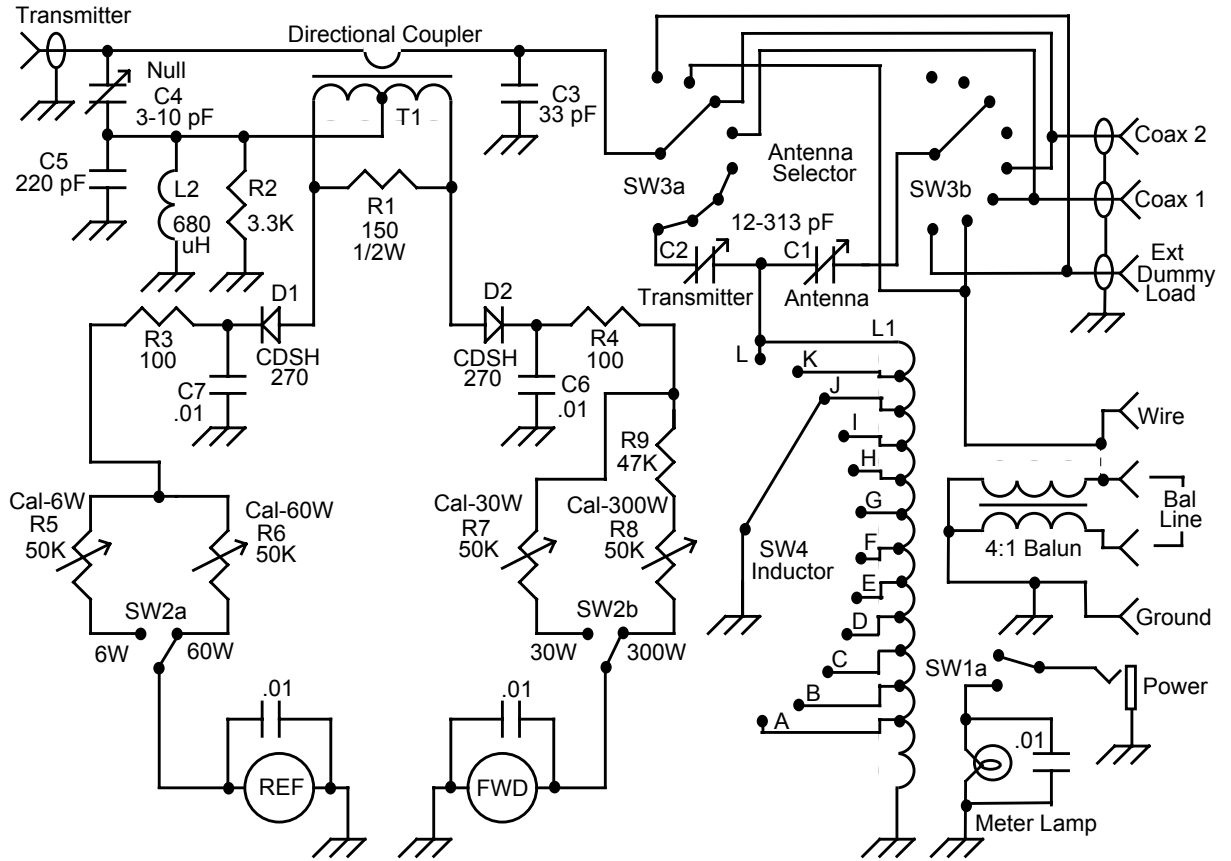 Transmitter
Directional Coupler
Null
C4
3-10 pF
T1
C3
33 pF
C5
220 pF
L2
680
uH
R2
3.3K
R1
150
1/2W
SW3a
Antenna
Selector
SW3b
Coax 2
Coax 1
Ext
Dummy
Load
12-313 pF
C2
C1
Transmitter
Antenna
D1
CDSH
270
D2
CDSH
270
R3
100
R4
100
C7
.01
C6
.01
L1
L
K
J
I
H
G
F
E
D
C
B
A
SW4
Inductor
R9
47K
Wire
Bal
Line
4:1 Balun
Ground
Cal-6W
R5
50K
Cal-60W
R6
50K
Cal-30W
R7
50K
Cal-300W
R8
50K
SW2a
6W
60W
SW2b
30W
300W
SW1a
Power
.01
REF
.01
FWD
.01
Meter Lamp